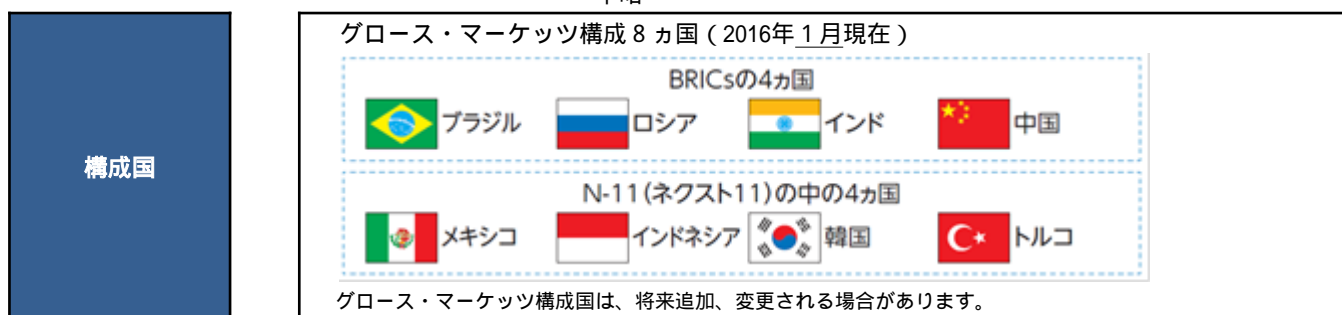 構成国
グロース・マーケッツ構成8ヵ国(2016年1月現在)
BRICsの4ヵ国
ブラジル ロシア インド 中国
N-11(ネクスト11)の中の4ヵ国
メキシコ インドネシア 韓国 トルコ
グロース・マーケッツ構成国は、将来追加、変更される場合があります。